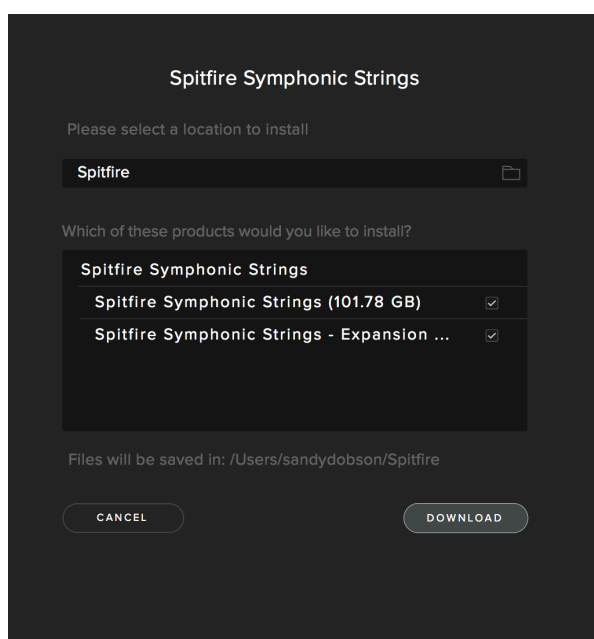 Spitfire Symphonic Strings
Please select a location to install
Spitfire
Which of these products would you like to install?
Spitfire Symphonic Strings
Spitfire Symphonic Strings (101.78 GB)
Spitfire Symphonic Strings - Expansion ...
Files will be saved in: /Users/sandydobson/Spitfire
CANCEL DOWNLOAD